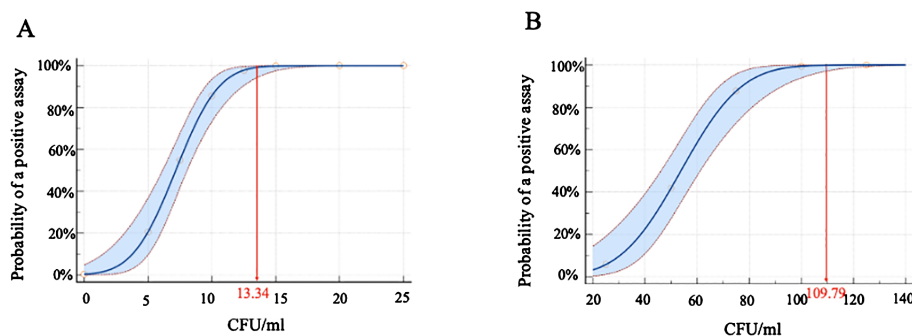 A
Probability of a positive assay
100%
80%
60%
40%
20%
0%
0 5 10 13.34 15 20 25
CFU/ml
B
Probability of a positive assay
100%
80%
60%
40%
20%
0%
20 40 60 80 100 109.79 120 140
CFU/ml